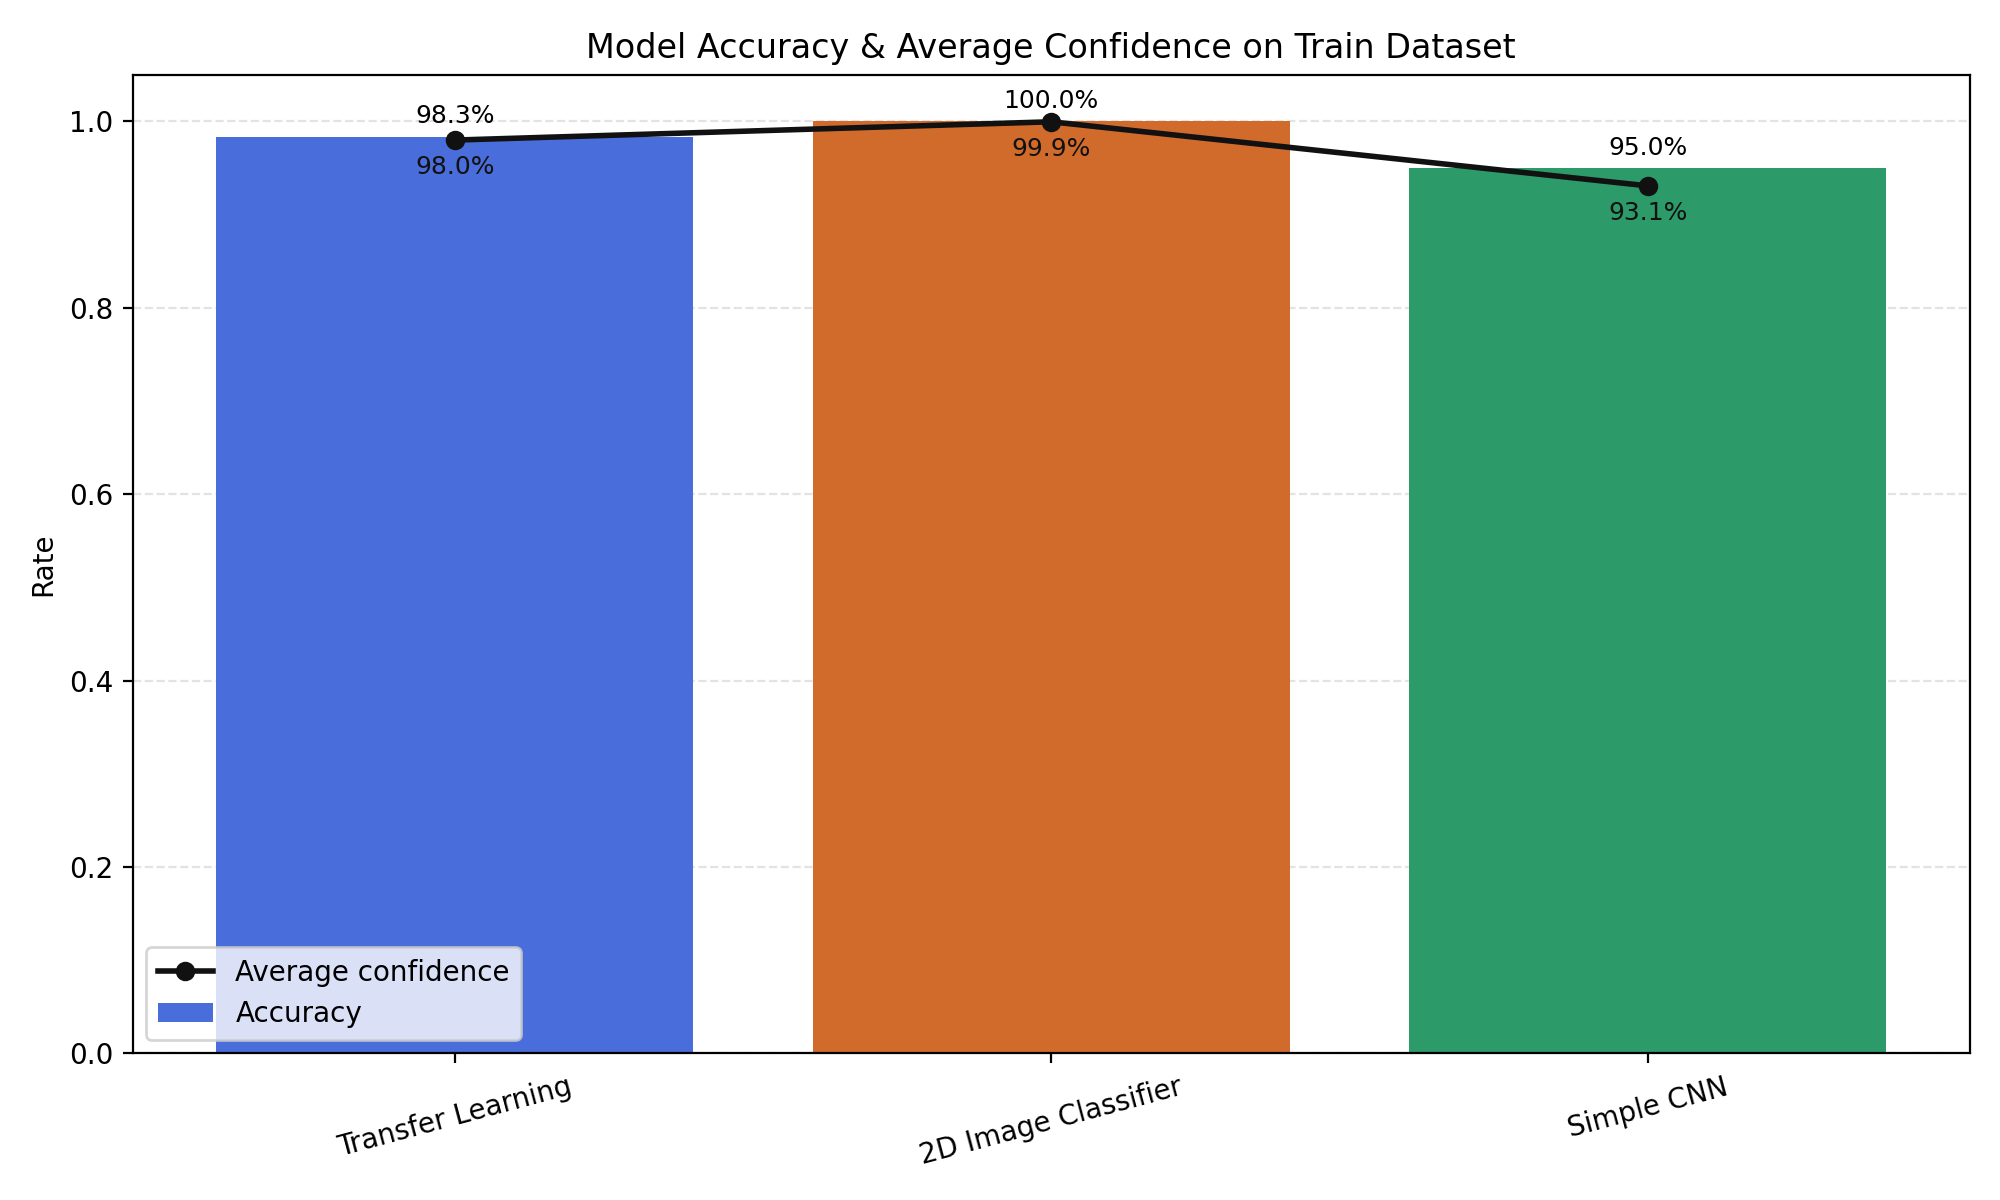 Model Accuracy & Average Confidence on Train Dataset
98.3%
98.0%
100.0%
99.9%
95.0%
93.1%
1.0
0.8
0.6
0.4
0.2
0.0
Rate
Average confidence
Accuracy
Transfer Learning
2D Image Classifier
Simple CNN